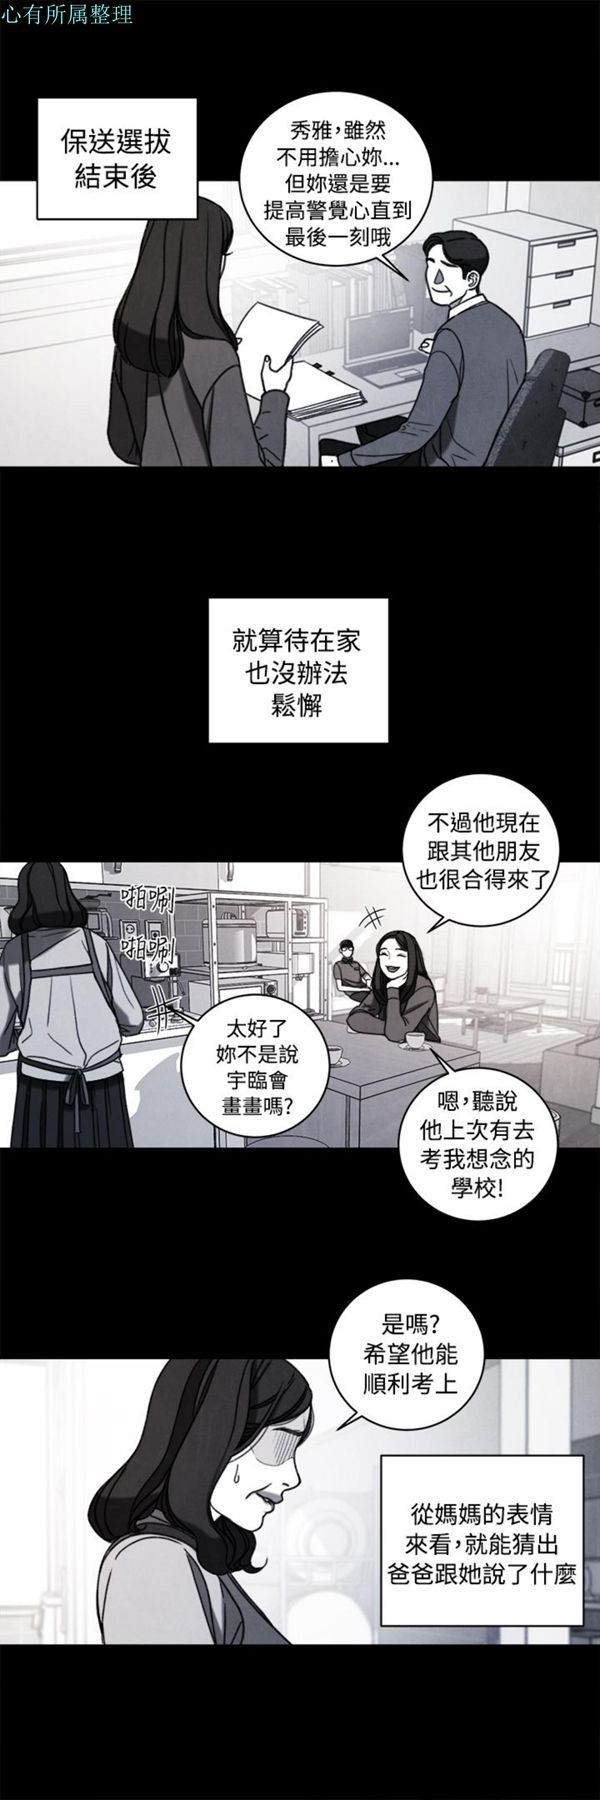 心有所属整理
保送選拔
結束後
秀雅,雖然
不用擔心妳...
但妳還是要
提高警覺心直到
最後一刻哦
就算待在家
也沒辦法
鬆懈
不過他現在
跟其他朋友
也很合得來了
啪唰
啪唰
太好了
妳不是說
宇臨會
畫畫嗎?
嗯,聽說
他上次有去
考我想念的
學校!
是嗎?
希望他能
順利考上
從媽媽的表情
來看,就能猜出
爸爸跟她說了什麼